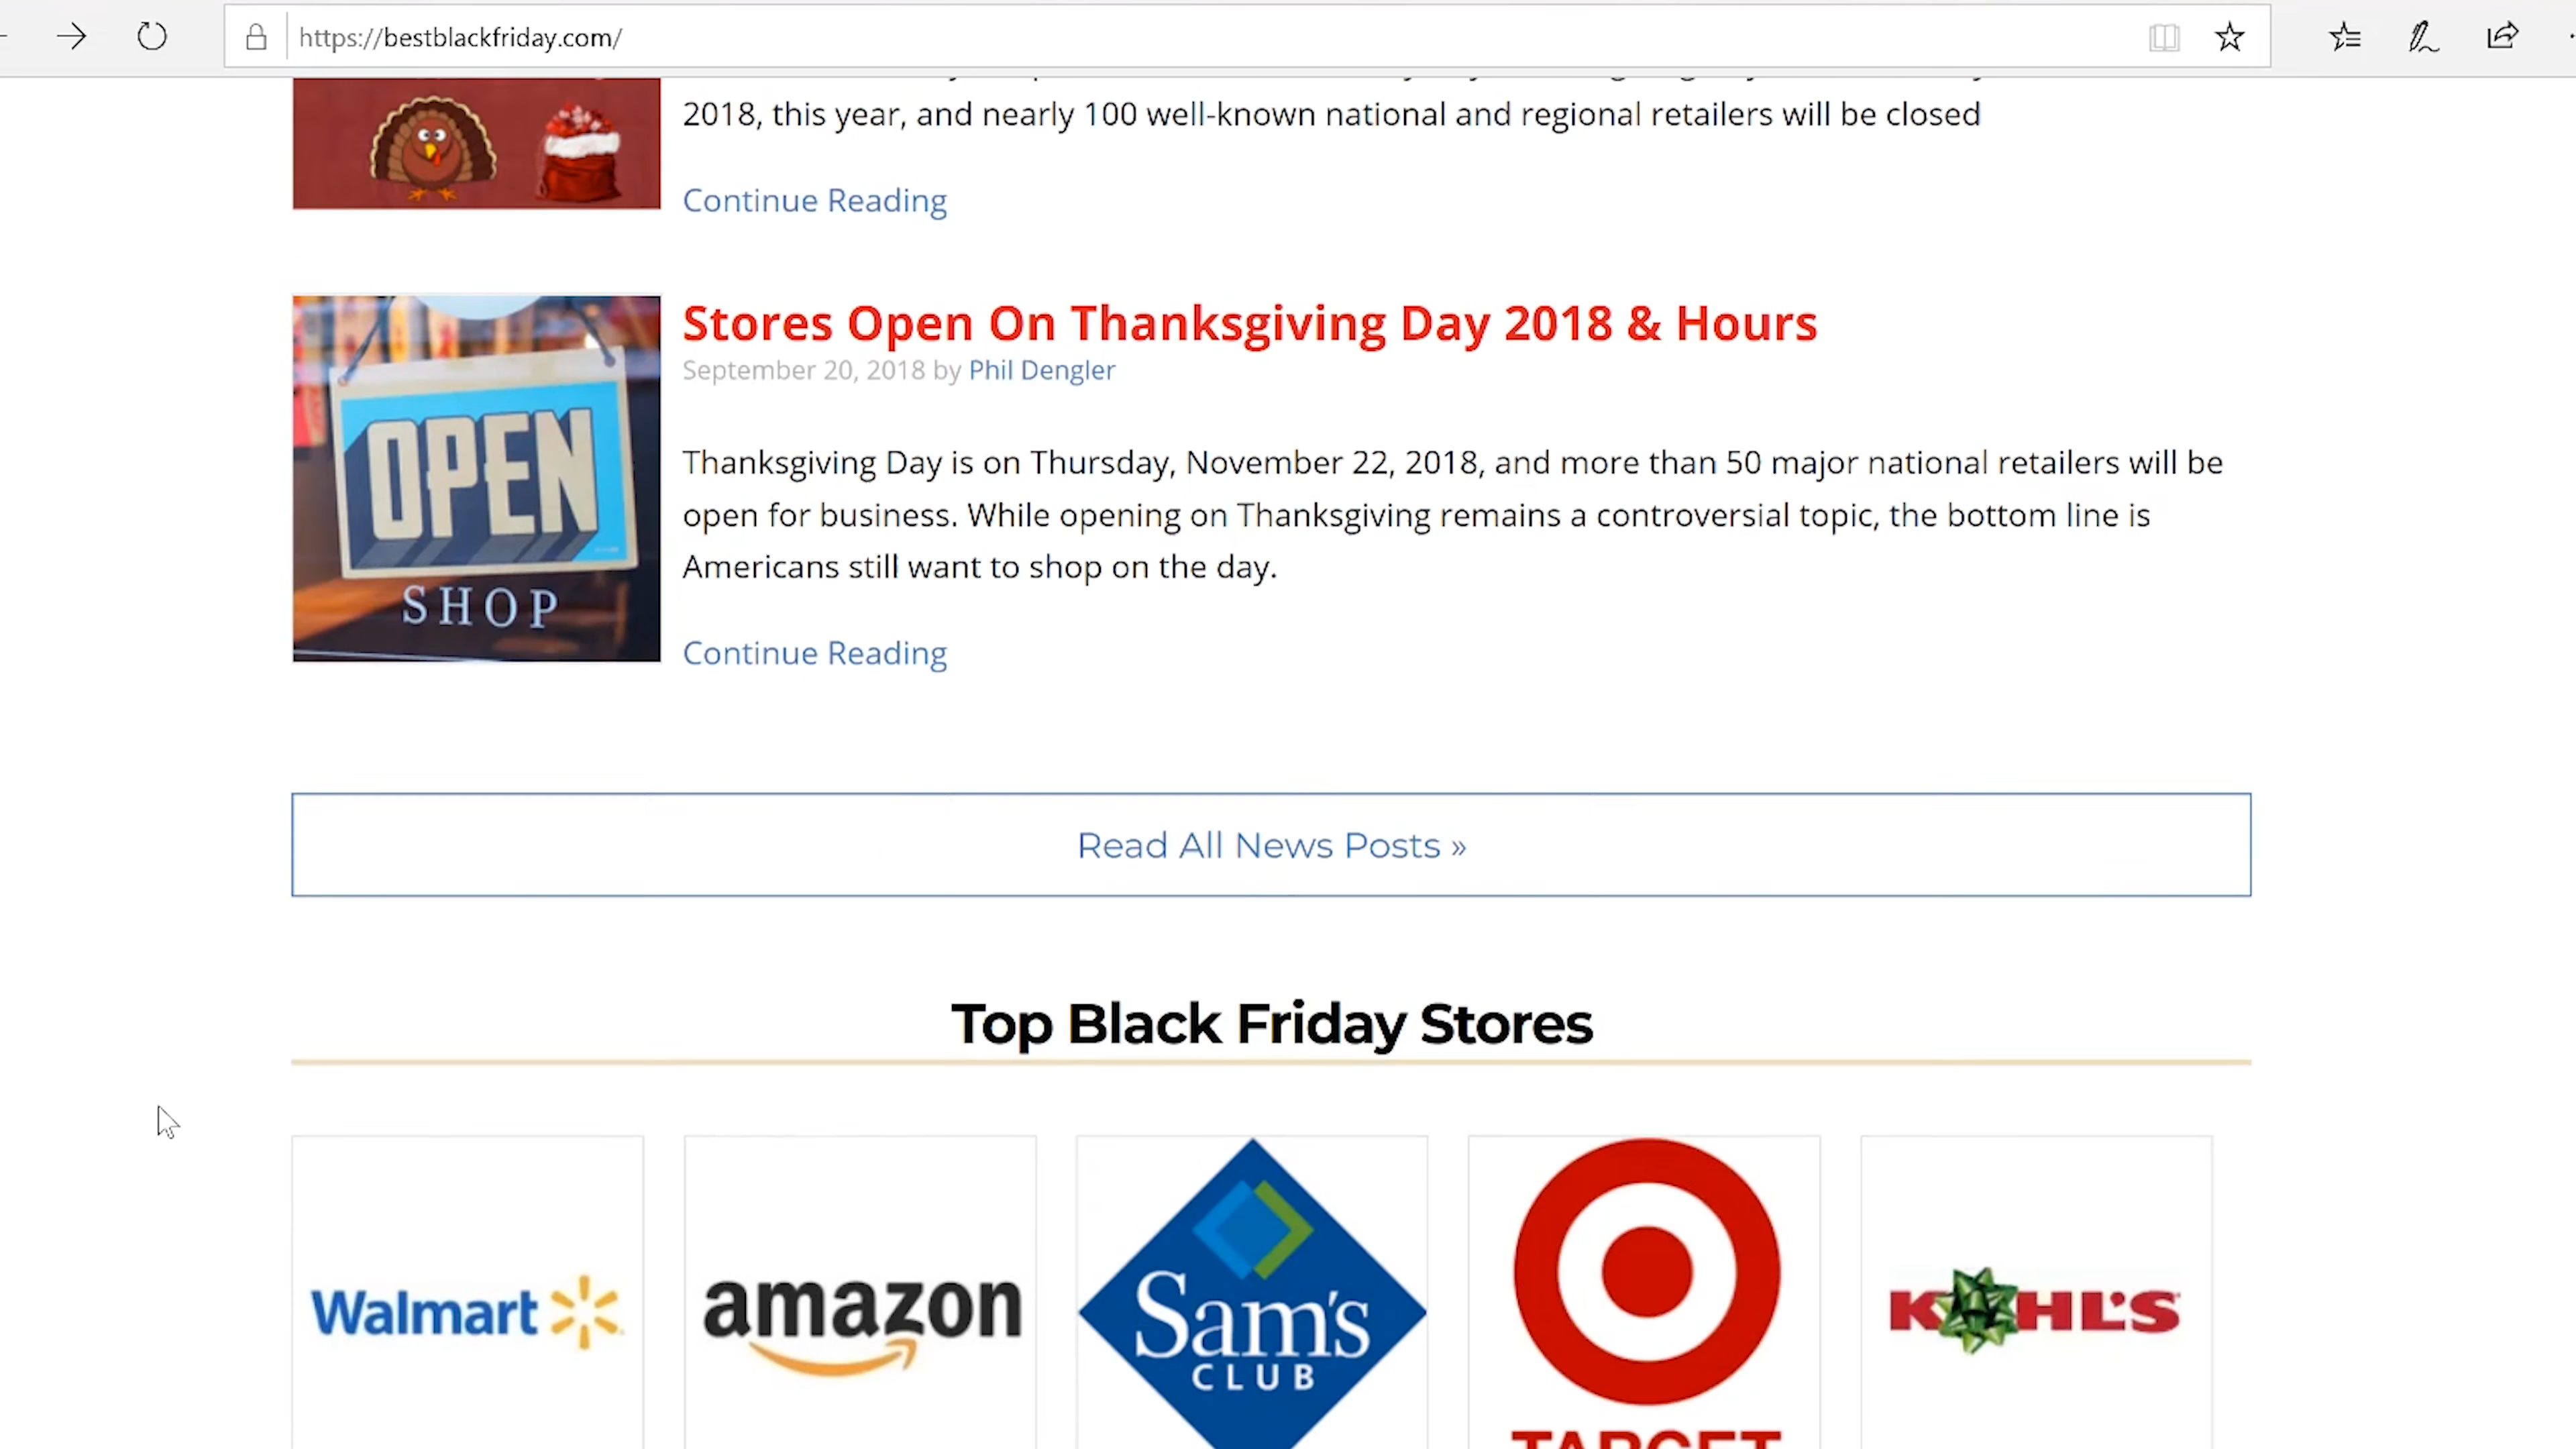 https://bestblackfriday.com/
2018, this year, and nearly 100 well-known national and regional retailers will be closed
Continue Reading
Stores Open On Thanksgiving Day 2018 & Hours
September 20, 2018 by Phil Dengler
OPEN
SHOP
Thanksgiving Day is on Thursday, November 22, 2018, and more than 50 major national retailers will be
open for business. While opening on Thanksgiving remains a controversial topic, the bottom line is
Americans still want to shop on the day.
Continue Reading
Read All News Posts »
Top Black Friday Stores
Walmart
amazon
Sam's
CLUB
TARGET
KOHL'S